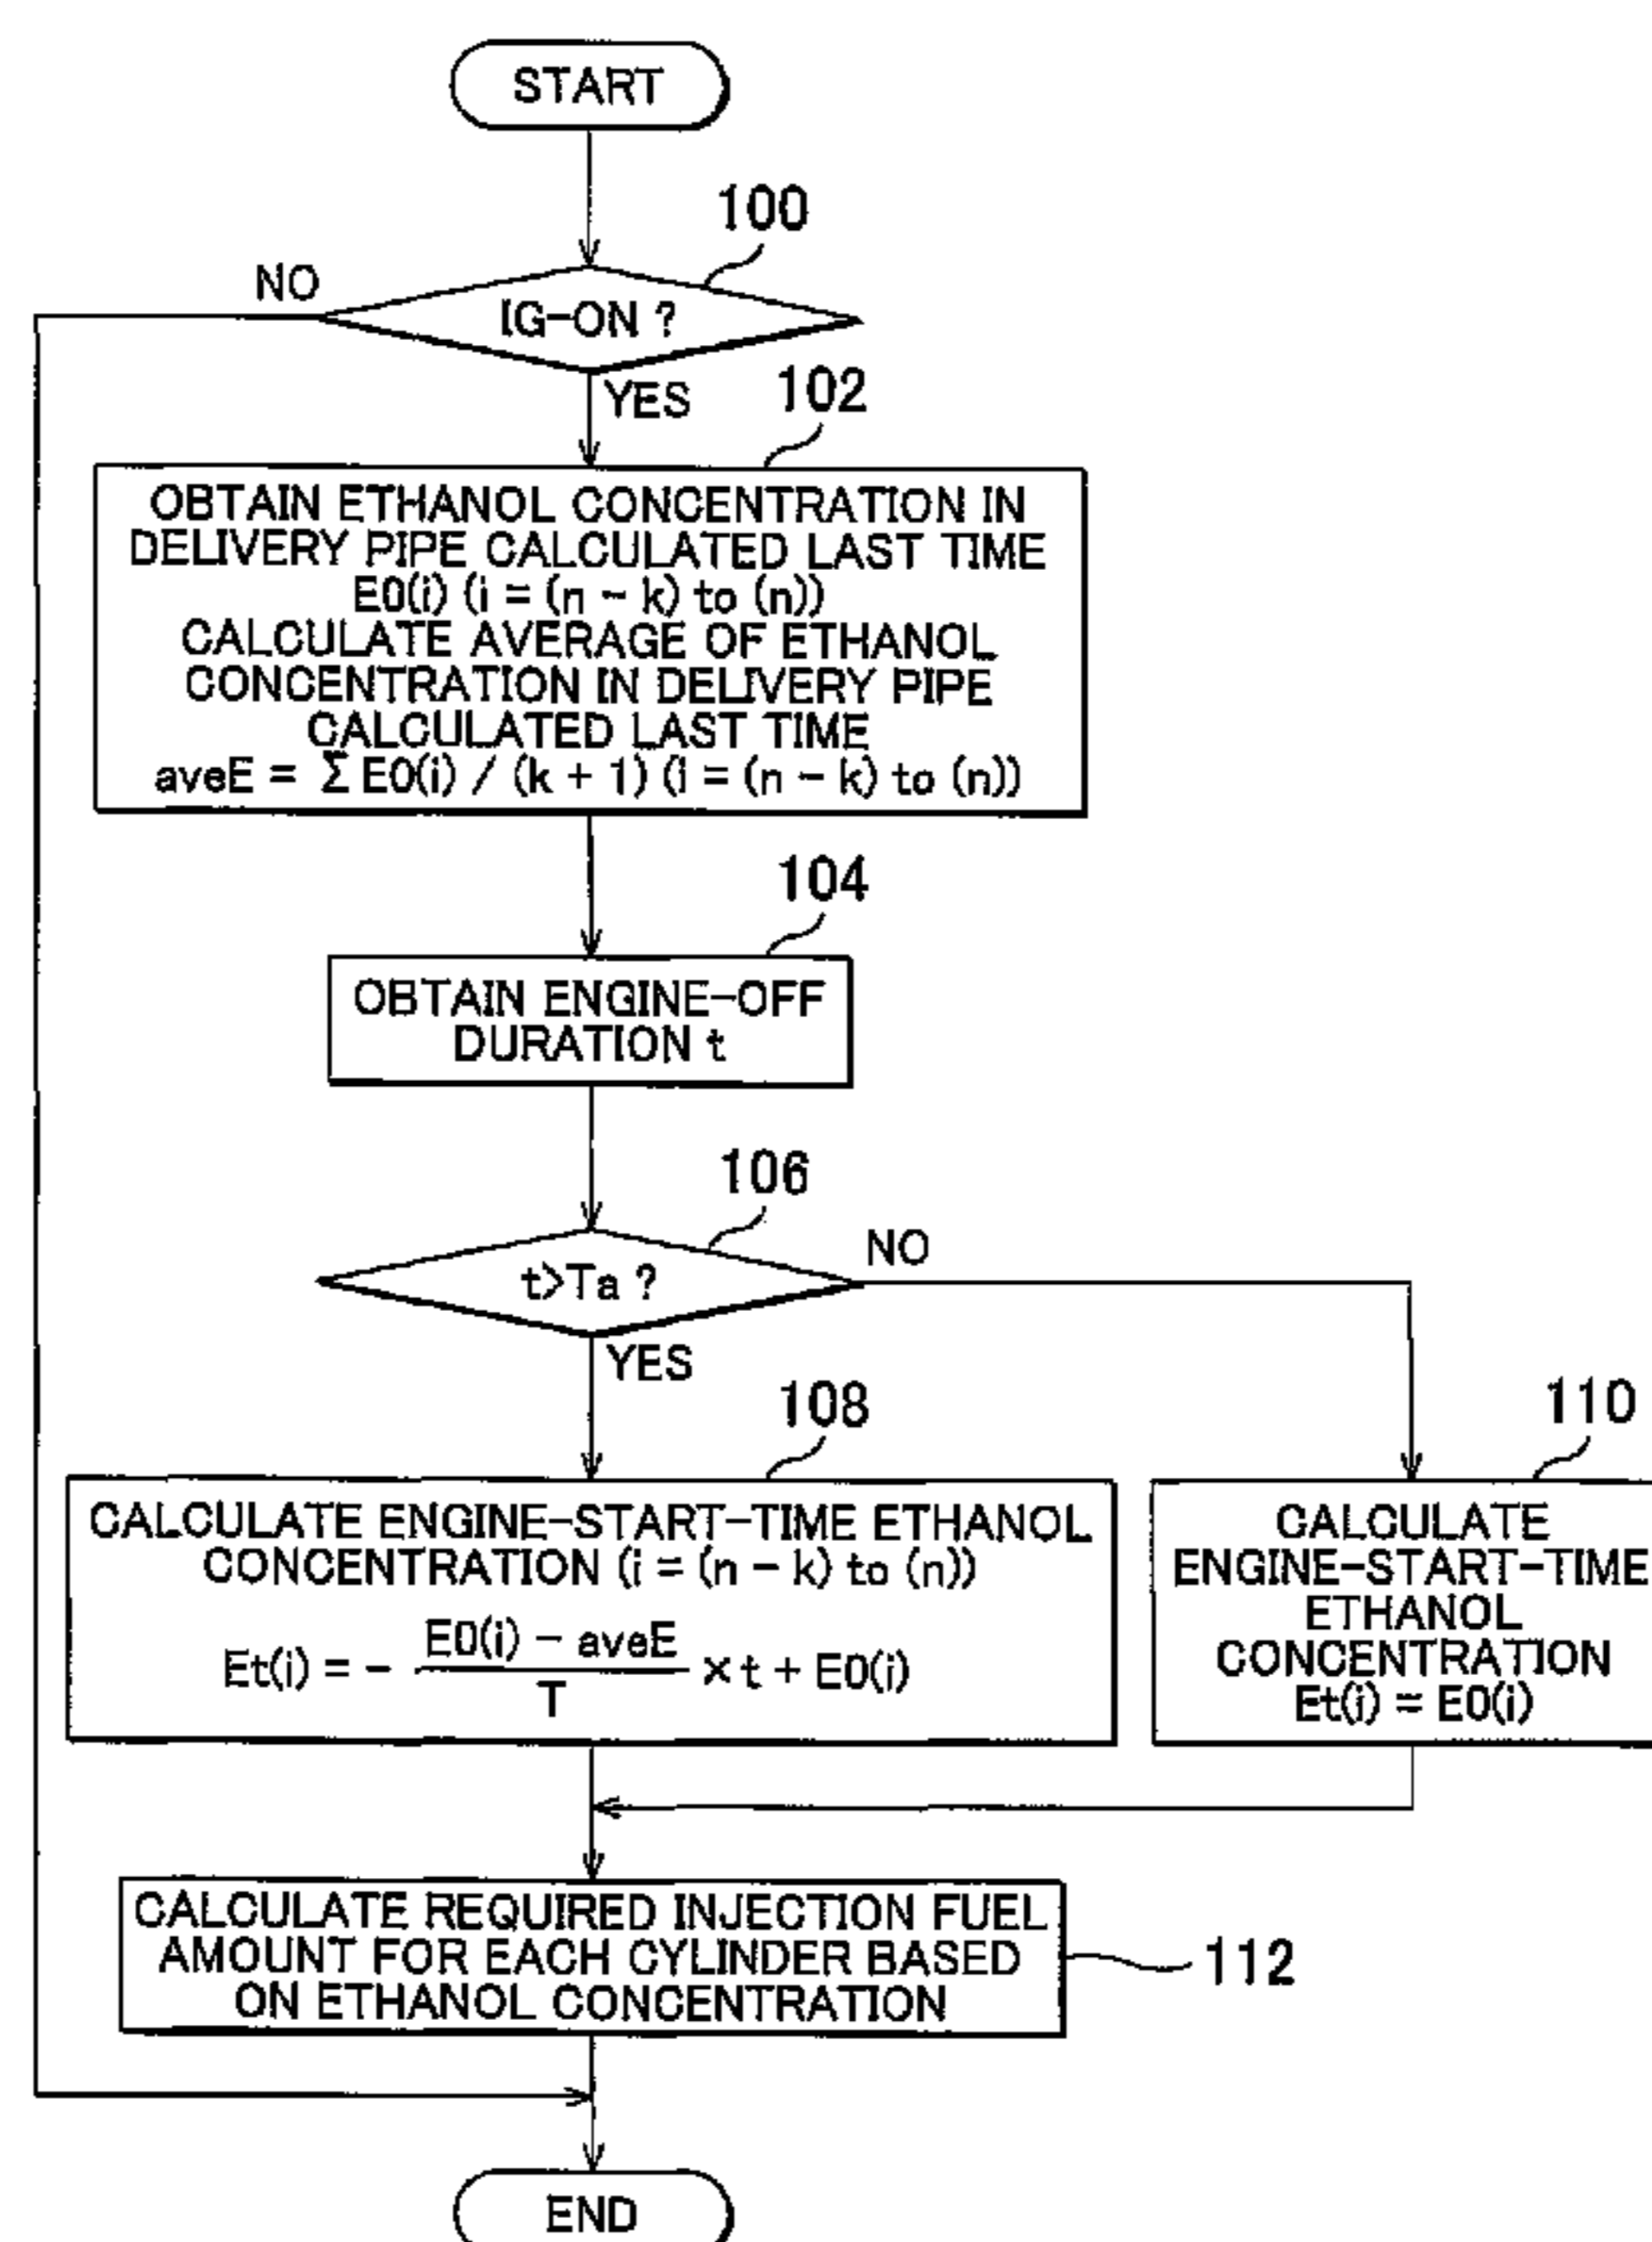 START
100
NO
IG-ON ?
YES
102
OBTAIN ETHANOL CONCENTRATION IN
DELIVERY PIPE CALCULATED LAST TIME
E0(i) (i = (n - k) to (n))
CALCULATE AVERAGE OF ETHANOL
CONCENTRATION IN DELIVERY PIPE
CALCULATED LAST TIME
aveE = Σ E0(i) / (k + 1) (i = (n - k) to (n))
104
OBTAIN ENGINE-OFF
DURATION t
106
NO
t>Ta ?
YES
108
CALCULATE ENGINE-START-TIME ETHANOL
CONCENTRATION (i = (n - k) to (n))
E0(i) - aveE
Et(i) = - × t + E0(i)
T
110
CALCULATE
ENGINE-START-TIME
ETHANOL
CONCENTRATION
Et(i) = E0(i)
CALCULATE REQUIRED INJECTION FUEL
AMOUNT FOR EACH CYLINDER BASED
ON ETHANOL CONCENTRATION
112
END